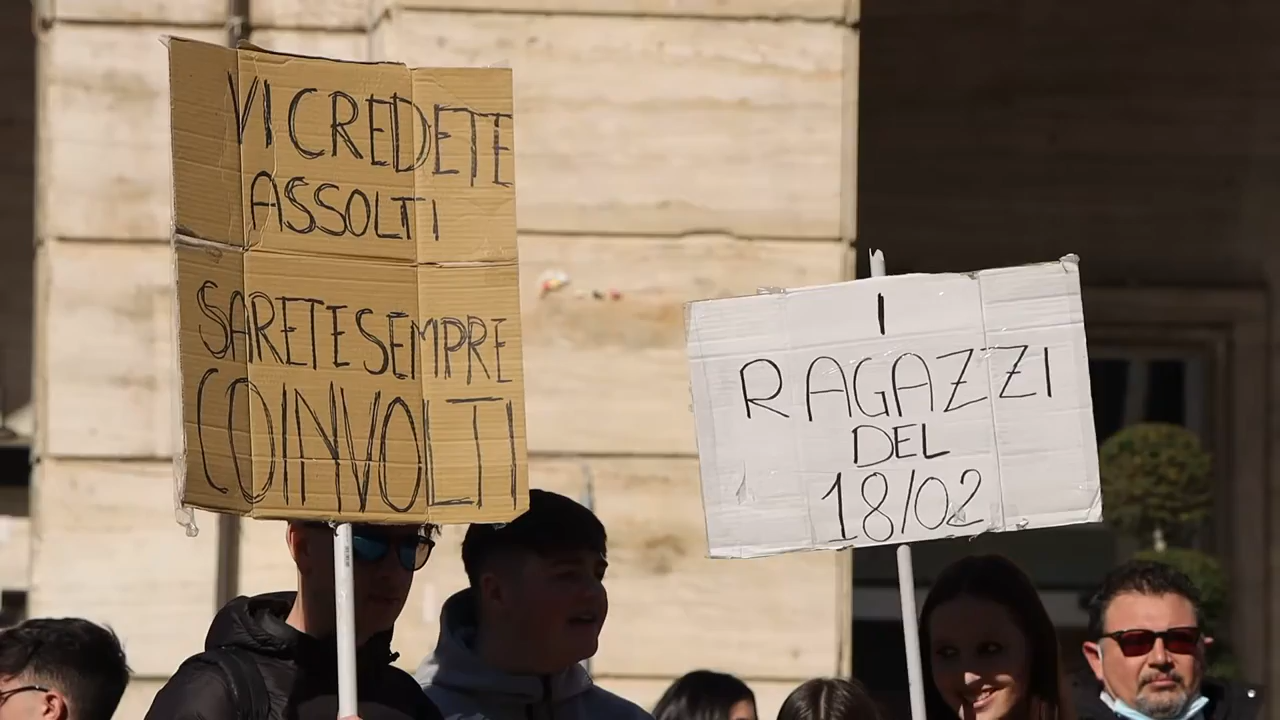 VI CREDETE
ASSOLTI
SARETE SEMPRE
COINVOLTI
I
RAGAZZI
DEL
18/02